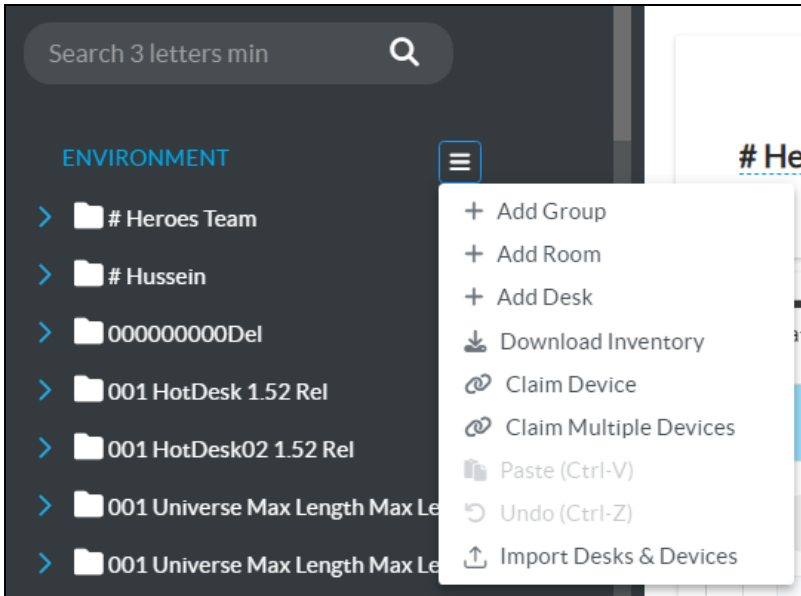 Search 3 letters min
ENVIRONMENT
# He
# Heroes Team
# Hussein
000000000Del
001 HotDesk 1.52 Rel
001 HotDesk02 1.52 Rel
001 Universe Max Length Max Le
001 Universe Max Length Max Le
+ Add Group
+ Add Room
+ Add Desk
Download Inventory
Claim Device
Claim Multiple Devices
Paste (Ctrl-V)
Undo (Ctrl-Z)
Import Desks & Devices